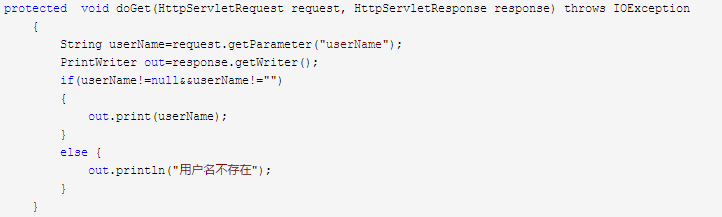 protected  void doGet(HttpServletRequest request, HttpServletResponse response) throws IOException
{
String userName=request.getParameter("userName");
PrintWriter out=response.getWriter();
if(userName!=null&&userName!="")
{
out.print(userName);
}
else {
out.println("用户名不存在");
}
}